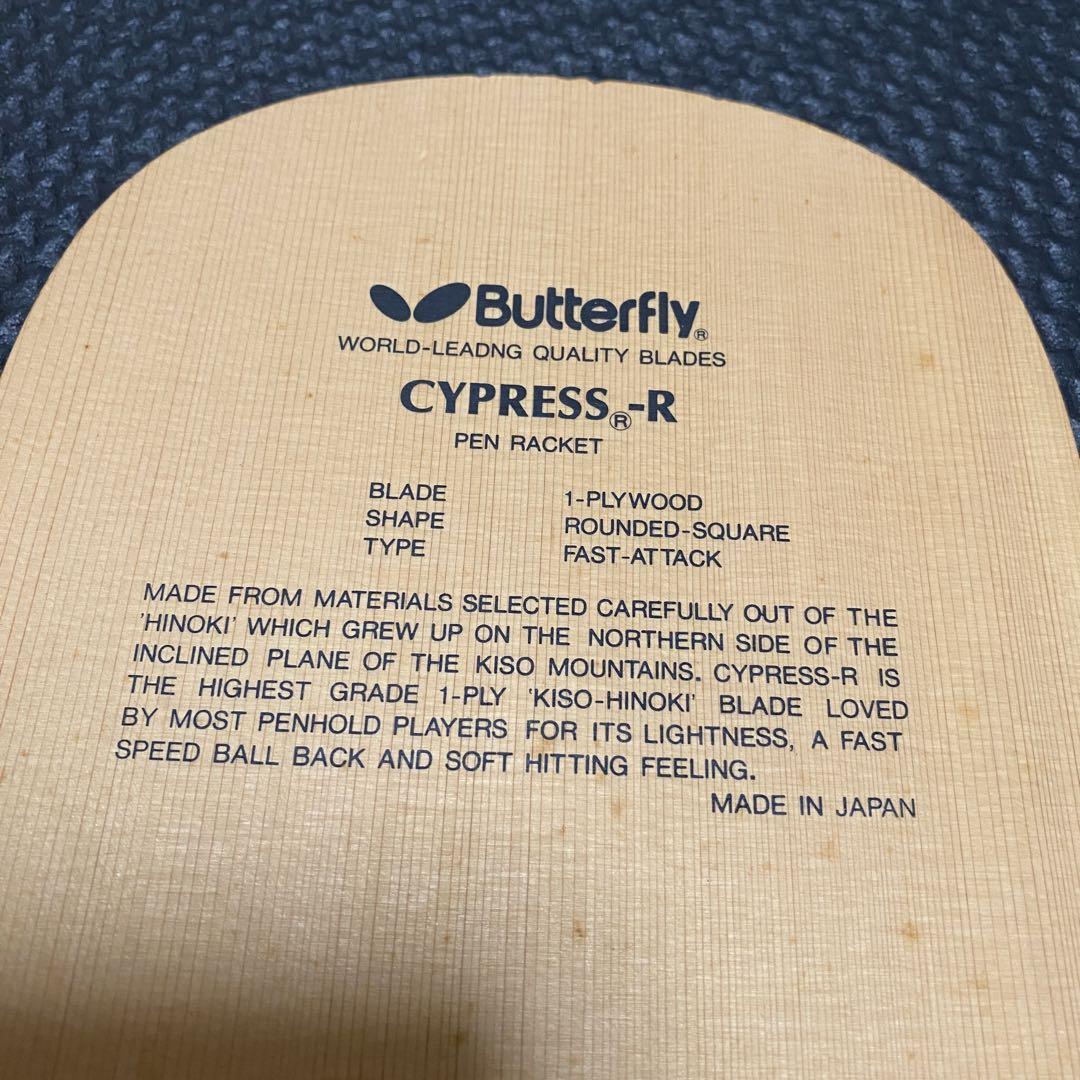 Butterfly®
WORLD-LEADNG QUALITY BLADES
CYPRESS®-R
PEN RACKET
BLADE 1-PLYWOOD
SHAPE ROUNDED-SQUARE
TYPE FAST-ATTACK
MADE FROM MATERIALS SELECTED CAREFULLY OUT OF THE
'HINOKI' WHICH GREW UP ON THE NORTHERN SIDE OF THE
INCLINED PLANE OF THE KISO MOUNTAINS. CYPRESS-R IS
THE HIGHEST GRADE 1-PLY 'KISO-HINOKI' BLADE LOVED
BY MOST PENHOLD PLAYERS FOR ITS LIGHTNESS, A FAST
SPEED BALL BACK AND SOFT HITTING FEELING.
MADE IN JAPAN